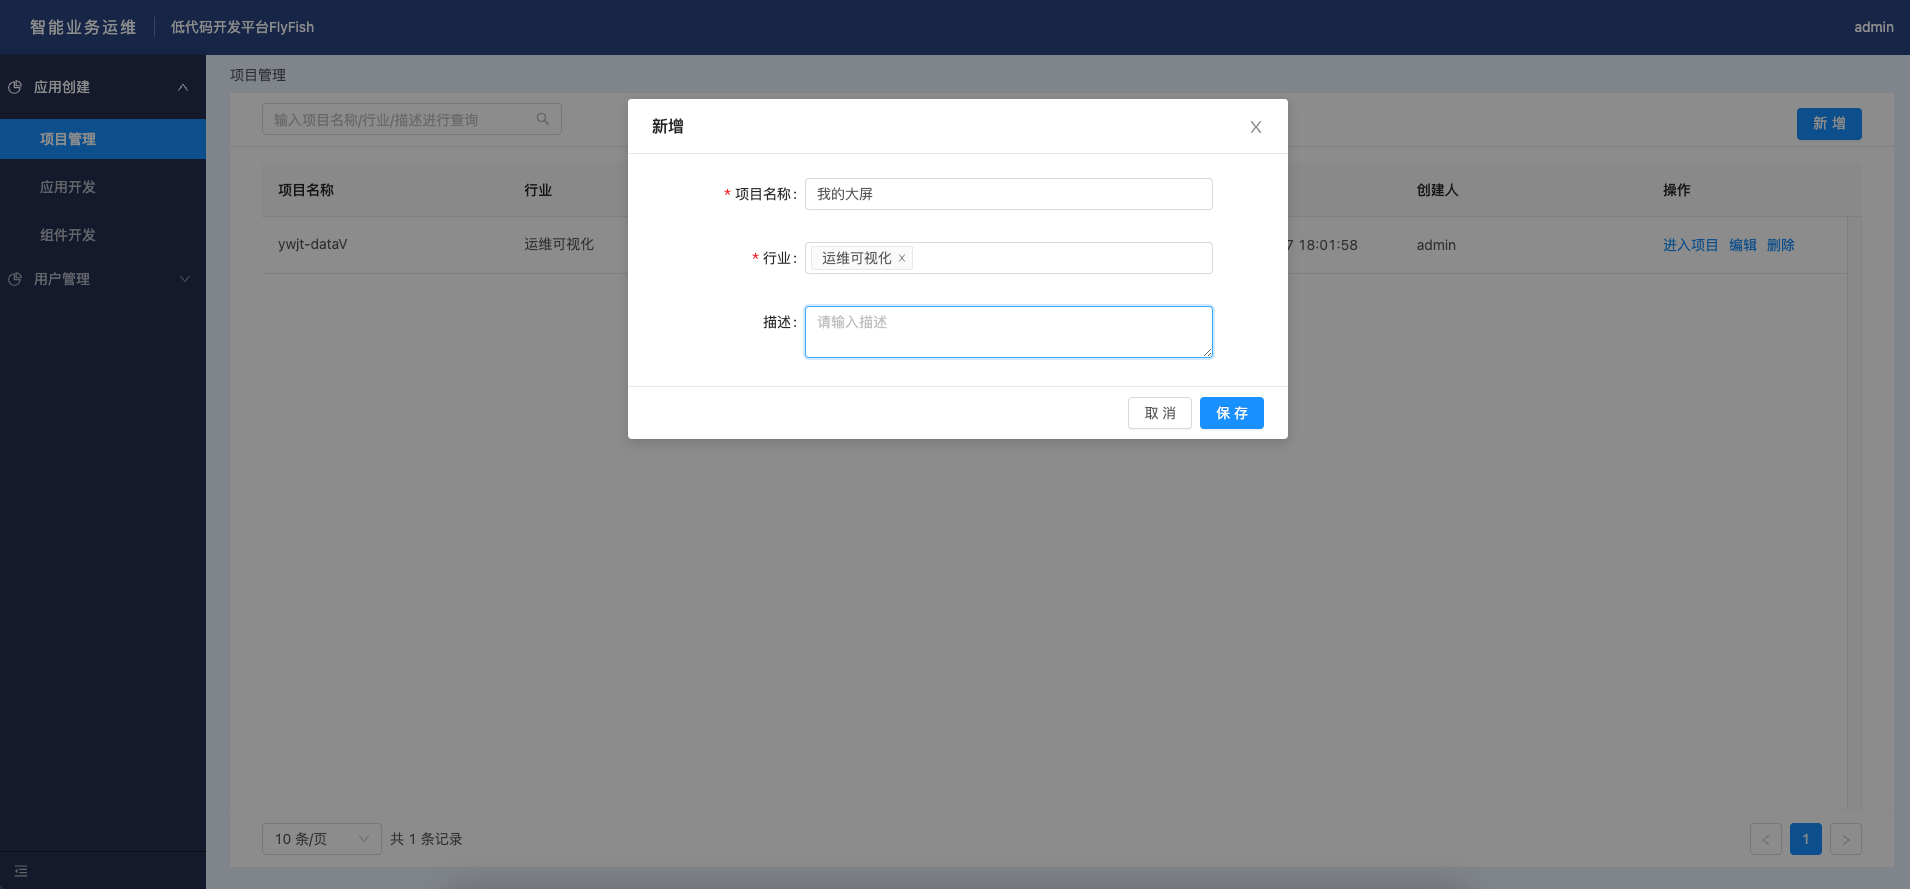 智能业务运维 低代码开发平台FlyFish admin
应用创建
项目管理
应用开发
组件开发
用户管理
项目管理
输入项目名称/行业/描述进行查询
新 增
项目名称 行业 创建人 操作
ywjt-dataV 运维可视化 7 18:01:58 admin 进入项目 编辑 删除
新增
* 项目名称: 我的大屏
* 行业: 运维可视化
描述: 请输入描述
取 消 保 存
10 条/页 共 1 条记录 1